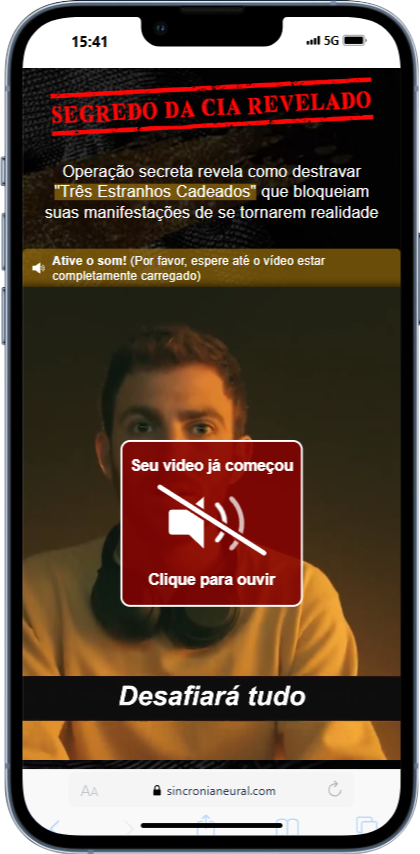 15:41
5G
SEGREDO DA CIA REVELADO
Operação secreta revela como destravar
"Três Estranhos Cadeados" que bloqueiam
suas manifestações de se tornarem realidade
Ative o som! (Por favor, espere até o vídeo estar
completamente carregado)
Seu video já começou
Clique para ouvir
Desafiará tudo
AA
sincronianeural.com